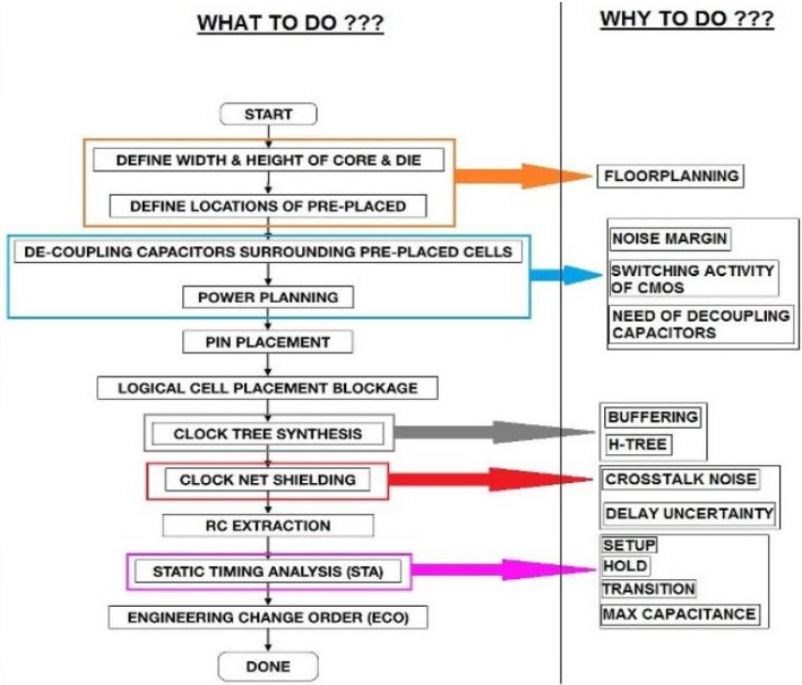 WHAT TO DO ???
START
DEFINE WIDTH & HEIGHT OF CORE & DIE
DEFINE LOCATIONS OF PRE-PLACED
DE-COUPLING CAPACITORS SURROUNDING PRE-PLACED CELLS
POWER PLANNING
PIN PLACEMENT
LOGICAL CELL PLACEMENT BLOCKAGE
CLOCK TREE SYNTHESIS
CLOCK NET SHIELDING
RC EXTRACTION
STATIC TIMING ANALYSIS (STA)
ENGINEERING CHANGE ORDER (ECO)
DONE
WHY TO DO ???
FLOORPLANNING
NOISE MARGIN
SWITCHING ACTIVITY
OF CMOS
NEED OF DECOUPLING
CAPACITORS
BUFFERING
H-TREE
CROSSTALK NOISE
DELAY UNCERTAINTY
SETUP
HOLD
TRANSITION
MAX CAPACITANCE